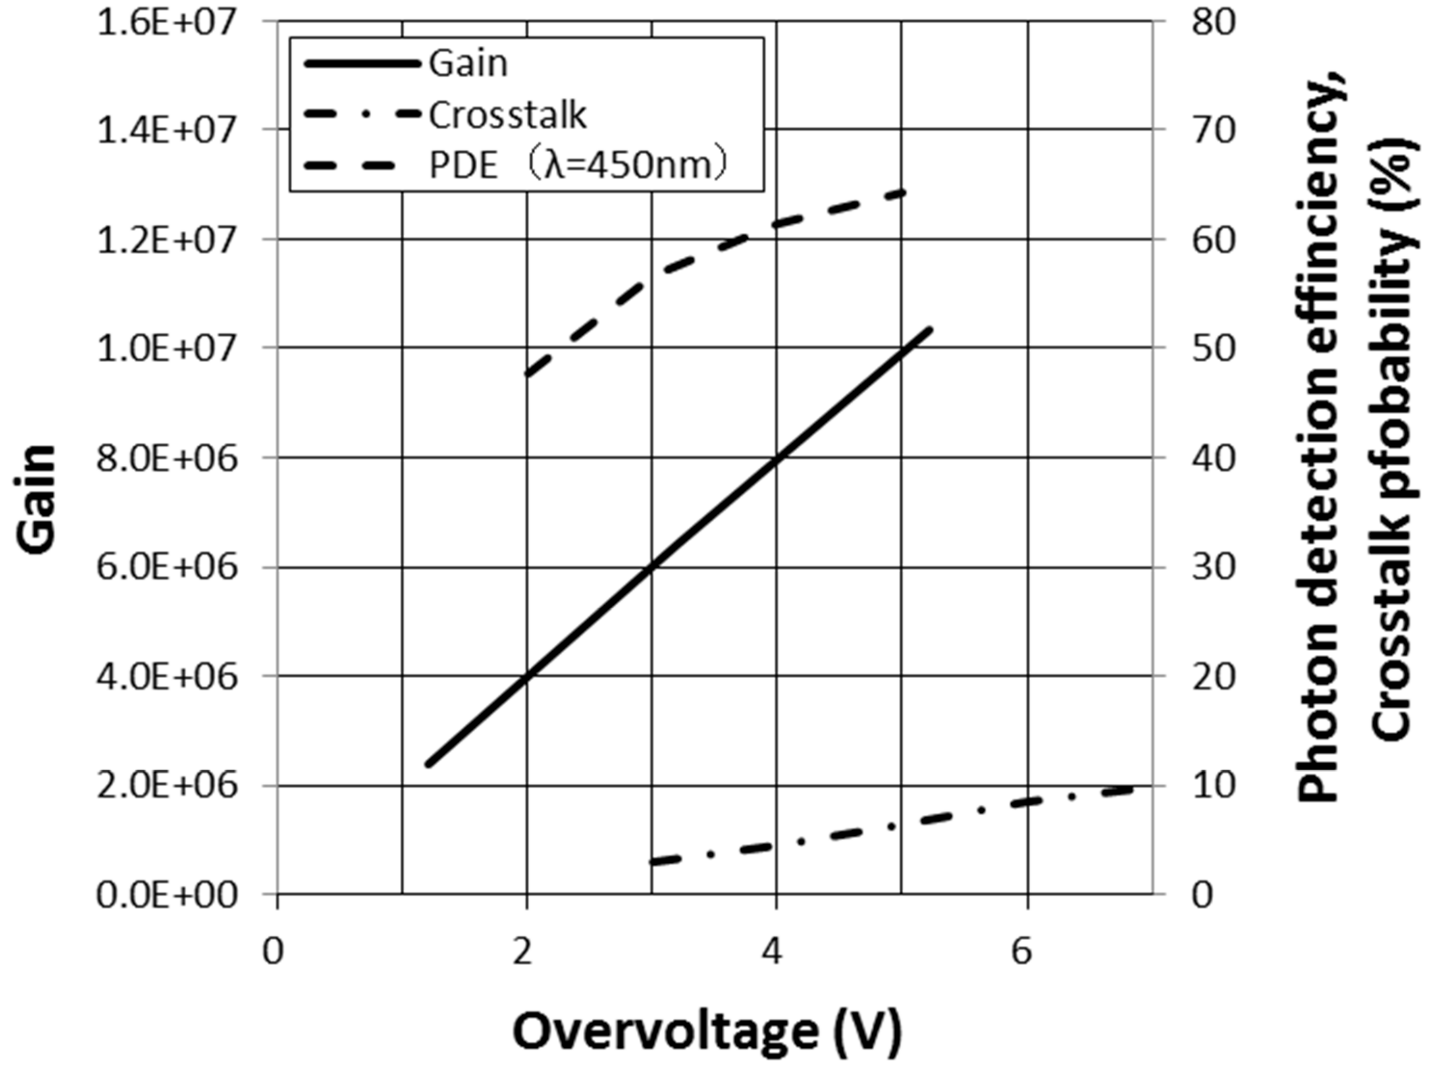 1.6E+07
1.4E+07
1.2E+07
1.0E+07
8.0E+06
6.0E+06
4.0E+06
2.0E+06
0.0E+00
Gain
Gain
Crosstalk
PDE（λ=450nm）
80
70
60
50
40
30
20
10
0
Photon detection effinciency,
Crosstalk pfobability (%)
0 2 4 6
Overvoltage (V)